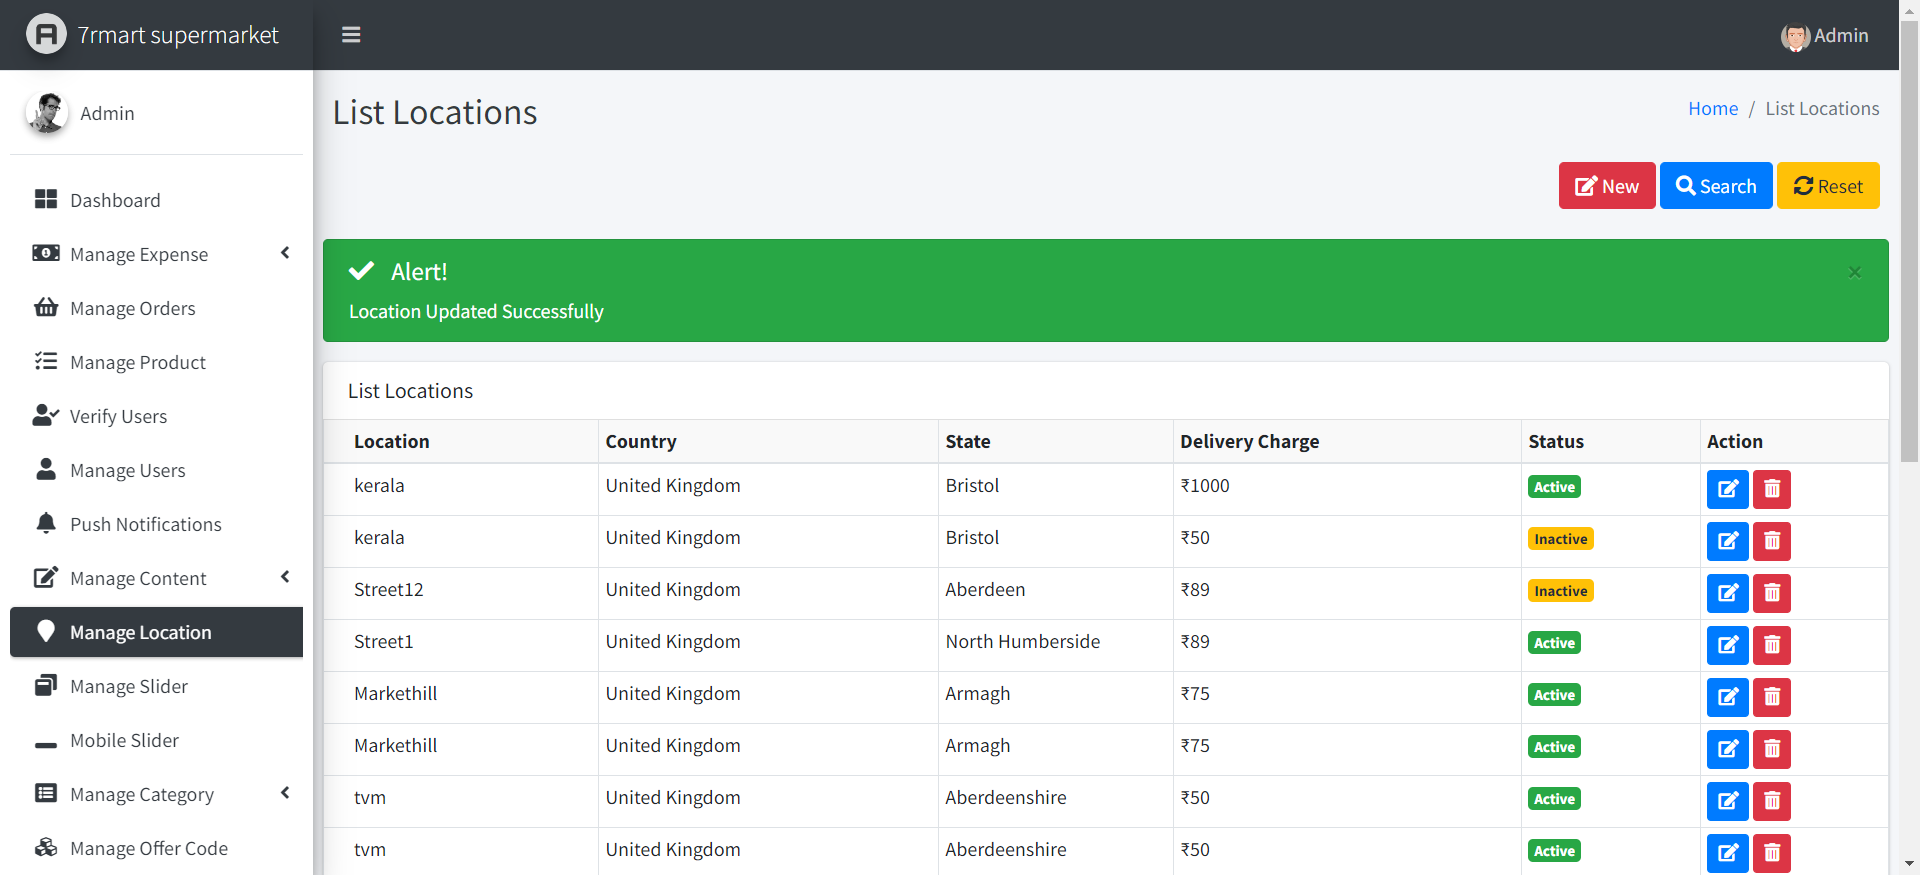 7rmart supermarket
Admin
Admin
Dashboard
Manage Expense
Manage Orders
Manage Product
Verify Users
Manage Users
Push Notifications
Manage Content
Manage Location
Manage Slider
Mobile Slider
Manage Category
Manage Offer Code
List Locations
Home / List Locations
New Search Reset
Alert!
×
Location Updated Successfully
List Locations
Location Country State Delivery Charge Status Action
kerala United Kingdom Bristol ₹1000 Active
kerala United Kingdom Bristol ₹50 Inactive
Street12 United Kingdom Aberdeen ₹89 Inactive
Street1 United Kingdom North Humberside ₹89 Active
Markethill United Kingdom Armagh ₹75 Active
Markethill United Kingdom Armagh ₹75 Active
tvm United Kingdom Aberdeenshire ₹50 Active
tvm United Kingdom Aberdeenshire ₹50 Active